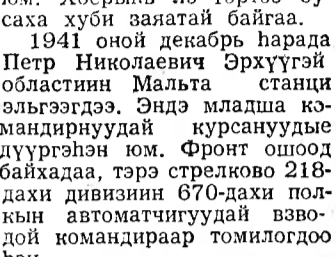 саха хуби заяатай байгаа.
1941 оной декабрь һарада
Петр Николаевич Эрхүүгэй
областиин Мальта станци
эльгээгдээ. Эндэ младша ко-
мандирнуудай курсануудые
дүүргэһэн юм. Фронт ошоод
байхадаа, тэрэ стрелково 218-
дахи дивизиин 670-дахи пол-
кын автоматчигуудай взво-
дой командираар томилогдоо